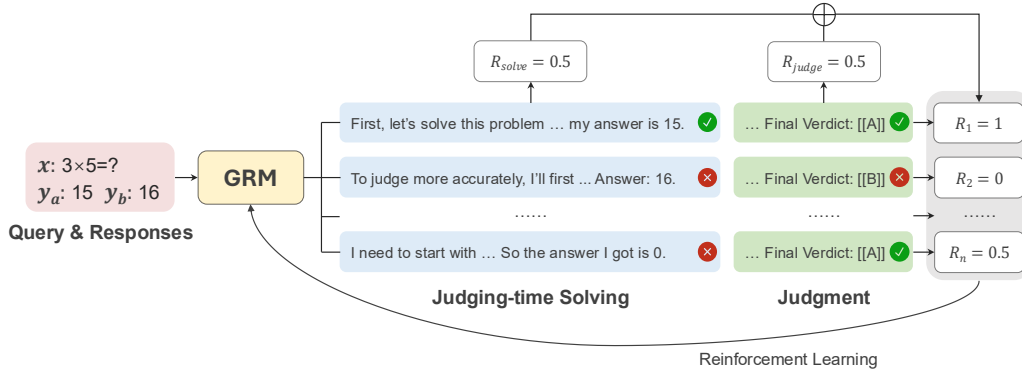 R_solve = 0.5
R_judge = 0.5
x: 3×5=?
y_a: 15 y_b: 16
Query & Responses
GRM
First, let's solve this problem … my answer is 15.
… Final Verdict: [[A]]
R_1 = 1
To judge more accurately, I'll first ... Answer: 16.
… Final Verdict: [[B]]
R_2 = 0
……
……
……
I need to start with … So the answer I got is 0.
… Final Verdict: [[A]]
R_n = 0.5
Judging-time Solving
Judgment
Reinforcement Learning